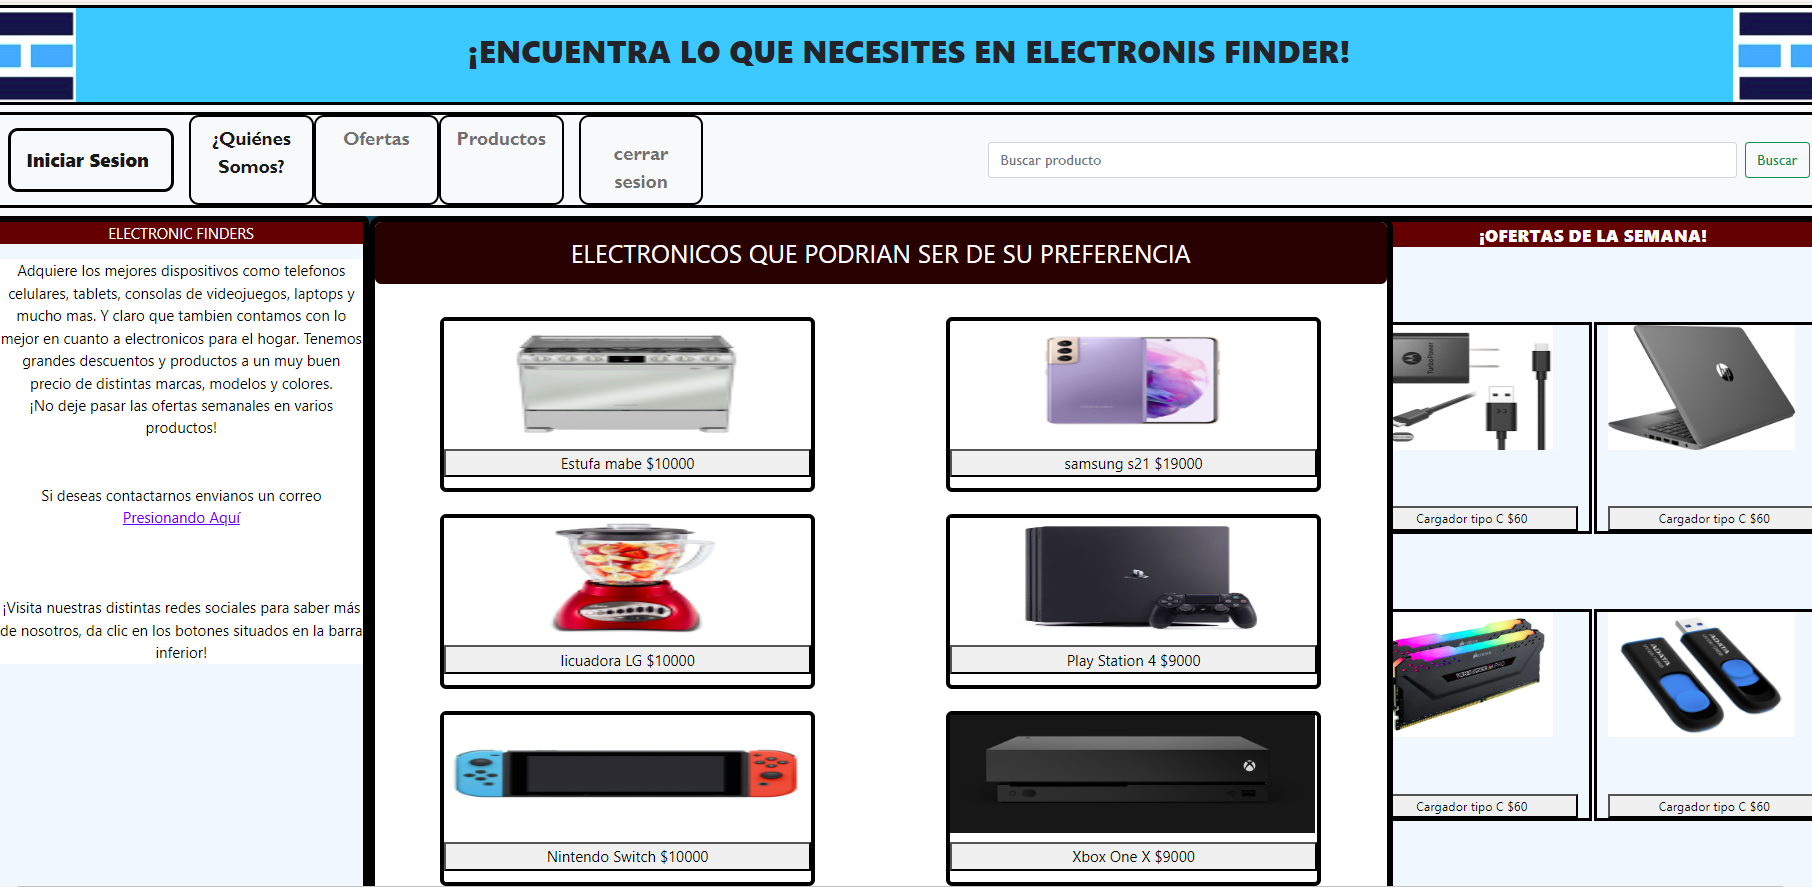 ¡ENCUENTRA LO QUE NECESITES EN ELECTRONIS FINDER!
Iniciar Sesion
¿Quiénes
Somos?
Ofertas
Productos
cerrar
sesion
Buscar producto
Buscar
ELECTRONIC FINDERS
Adquiere los mejores dispositivos como telefonos
celulares, tablets, consolas de videojuegos, laptops y
mucho mas. Y claro que tambien contamos con lo
mejor en cuanto a electronicos para el hogar. Tenemos
grandes descuentos y productos a un muy buen
precio de distintas marcas, modelos y colores.
¡No deje pasar las ofertas semanales en varios
productos!
Si deseas contactarnos envianos un correo
Presionando Aquí
¡Visita nuestras distintas redes sociales para saber más
de nosotros, da clic en los botones situados en la barra
inferior!
ELECTRONICOS QUE PODRIAN SER DE SU PREFERENCIA
Estufa mabe $10000
samsung s21 $19000
licuadora LG $10000
Play Station 4 $9000
Nintendo Switch $10000
Xbox One X $9000
¡OFERTAS DE LA SEMANA!
TurboPower
hp
Cargador tipo C $60
Cargador tipo C $60
ADATA
ADATA
Cargador tipo C $60
Cargador tipo C $60